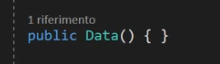 1 riferimento
public Data() { }